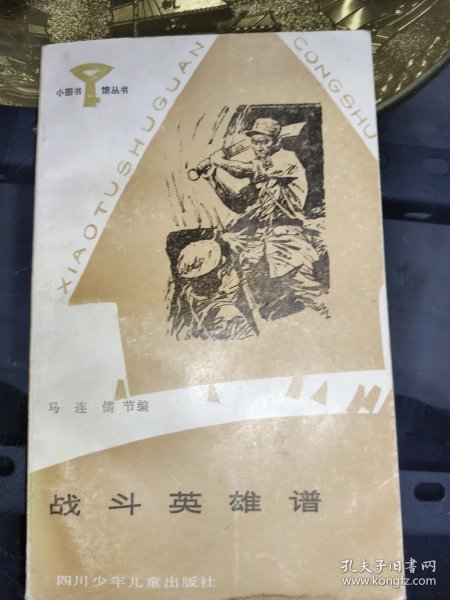 小图书馆丛书
XIAOTUSHUGUAN CONGSHU
马连儒 节编
战斗英雄谱
四川少年儿童出版社
孔夫子旧书网
www.kongfz.com